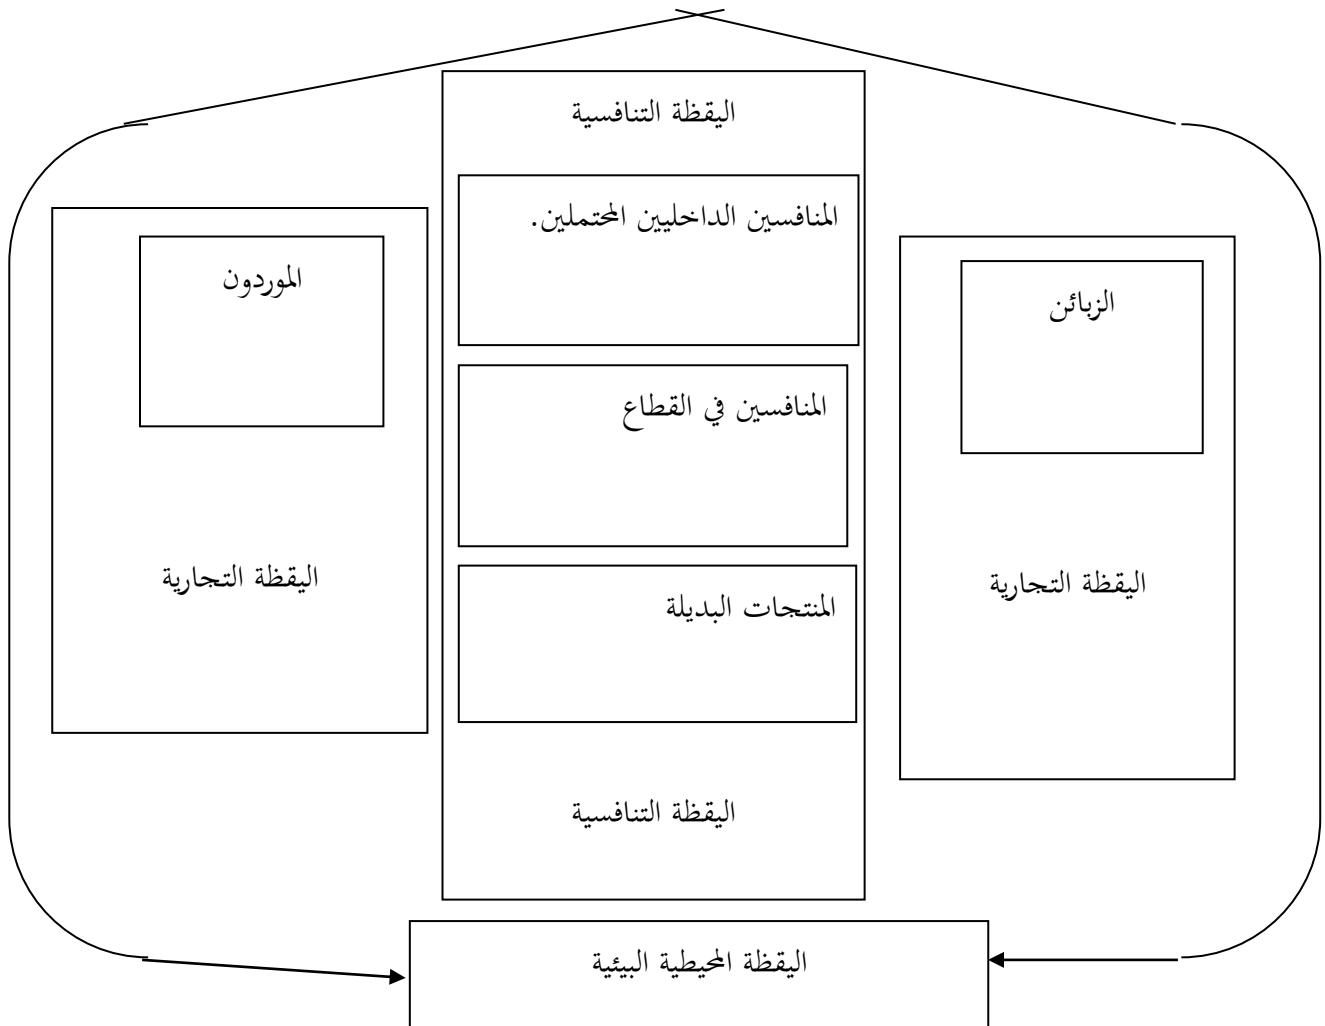 اليقظة التنافسية
المنافسين الداخليين المحتملين.
الموردون
الزبائن
المنافسين في القطاع
اليقظة التجارية
اليقظة التجارية
المنتجات البديلة
اليقظة التنافسية
اليقظة المحيطية البيئية